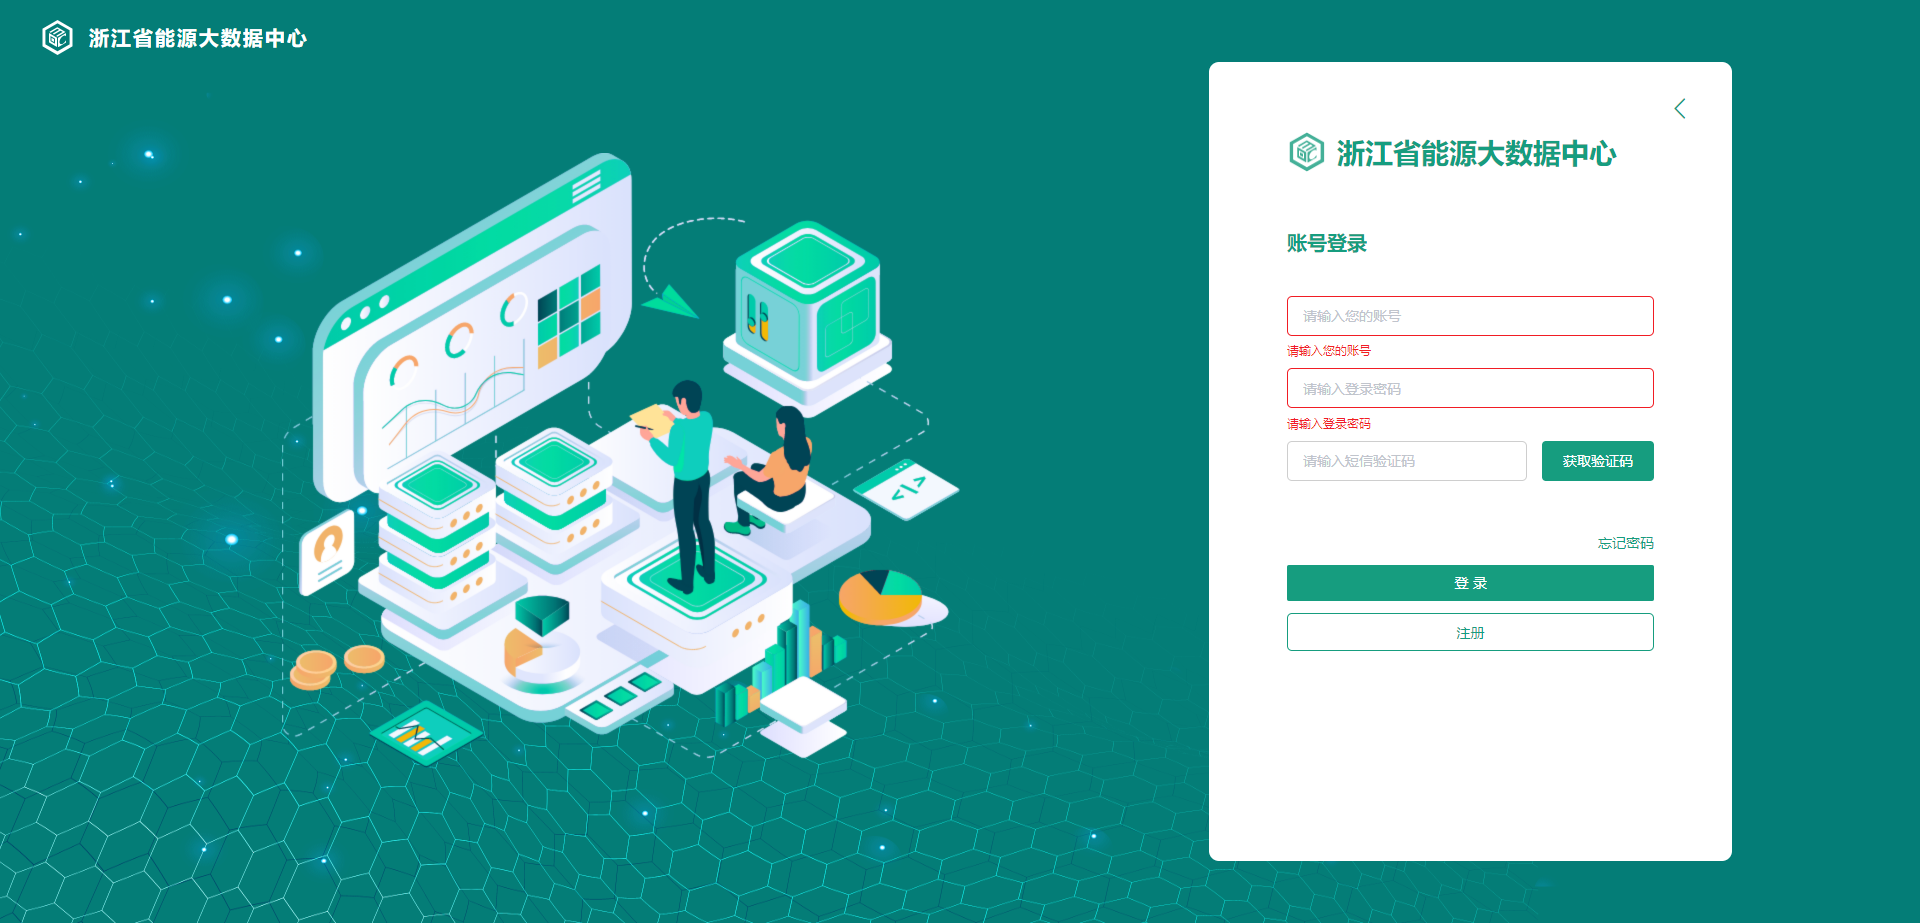 浙江省能源大数据中心
浙江省能源大数据中心
账号登录
请输入您的账号
请输入您的账号
请输入登录密码
请输入登录密码
请输入短信验证码
获取验证码
忘记密码
登 录
注册